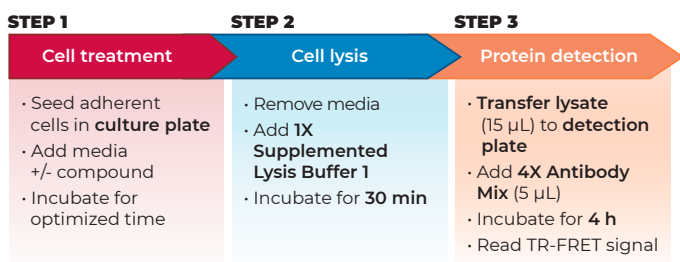 STEP 1
Cell treatment
· Seed adherent
cells in culture plate
· Add media
+/- compound
· Incubate for
optimized time
STEP 2
Cell lysis
· Remove media
· Add 1X
Supplemented
Lysis Buffer 1
· Incubate for 30 min
STEP 3
Protein detection
· Transfer lysate
(15 µL) to detection
plate
· Add 4X Antibody
Mix (5 µL)
· Incubate for 4 h
· Read TR-FRET signal